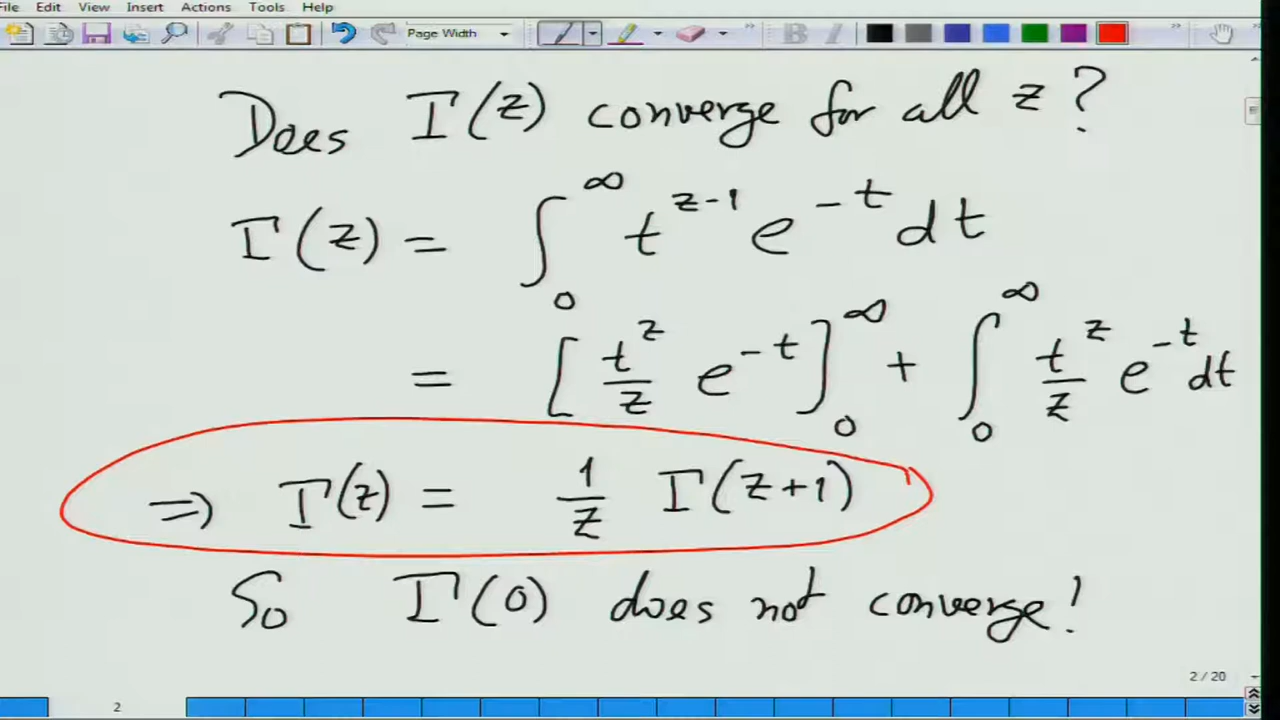 File Edit View Insert Actions Tools Help
Page Width
Does Γ(z) converge for all z?
Γ(z) = ∫₀^∞ t^{z-1} e^{-t} dt
= [t^z/z e^{-t}]₀^∞ + ∫₀^∞ t^z/z e^{-t} dt
⇒ Γ(z) = 1/z Γ(z+1)
So Γ(0) does not converge!
2 / 20
2